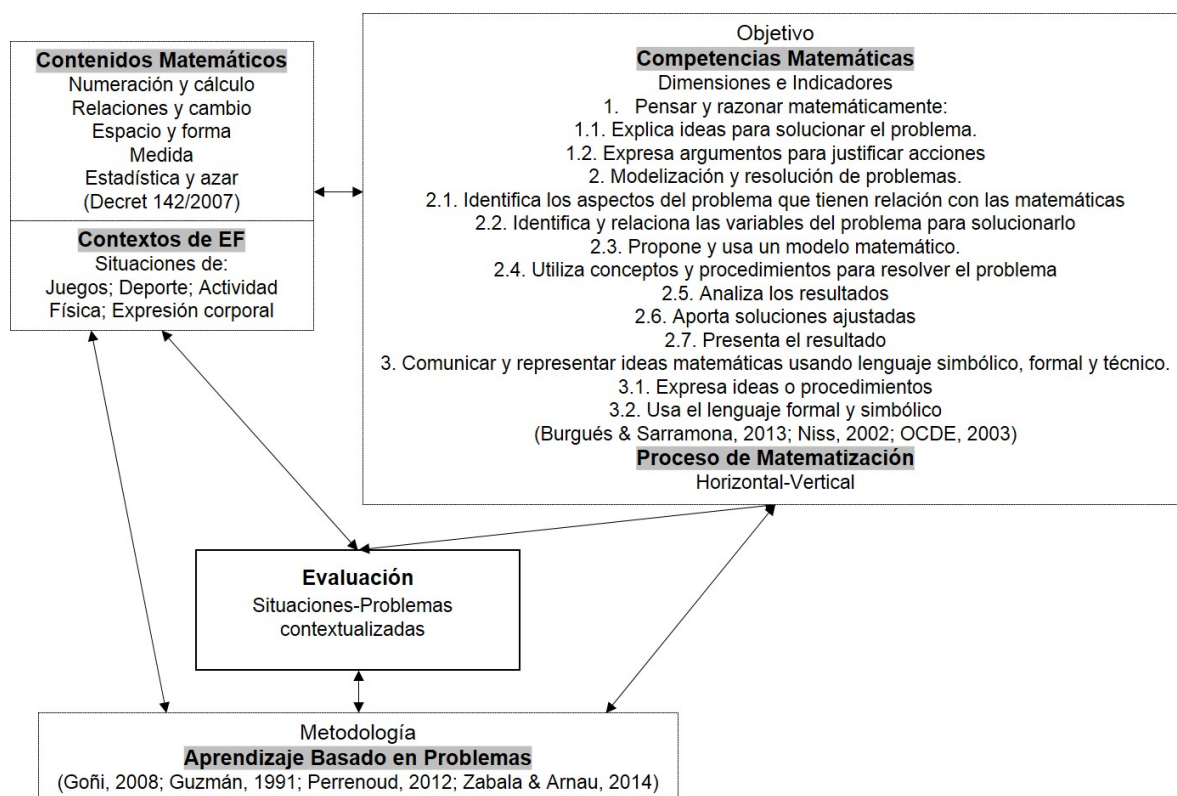 Contenidos Matemáticos
Numeración y cálculo
Relaciones y cambio
Espacio y forma
Medida
Estadística y azar
(Decret 142/2007)
Contextos de EF
Situaciones de:
Juegos; Deporte; Actividad
Física; Expresión corporal
Objetivo
Competencias Matemáticas
Dimensiones e Indicadores
1. Pensar y razonar matemáticamente:
1.1. Explica ideas para solucionar el problema.
1.2. Expresa argumentos para justificar acciones
2. Modelización y resolución de problemas.
2.1. Identifica los aspectos del problema que tienen relación con las matemáticas
2.2. Identifica y relaciona las variables del problema para solucionarlo
2.3. Propone y usa un modelo matemático.
2.4. Utiliza conceptos y procedimientos para resolver el problema
2.5. Analiza los resultados
2.6. Aporta soluciones ajustadas
2.7. Presenta el resultado
3. Comunicar y representar ideas matemáticas usando lenguaje simbólico, formal y técnico.
3.1. Expresa ideas o procedimientos
3.2. Usa el lenguaje formal y simbólico
(Burgués & Sarramona, 2013; Niss, 2002; OCDE, 2003)
Proceso de Matematización
Horizontal-Vertical
Evaluación
Situaciones-Problemas
contextualizadas
Metodología
Aprendizaje Basado en Problemas
(Goñi, 2008; Guzmán, 1991; Perrenoud, 2012; Zabala & Arnau, 2014)